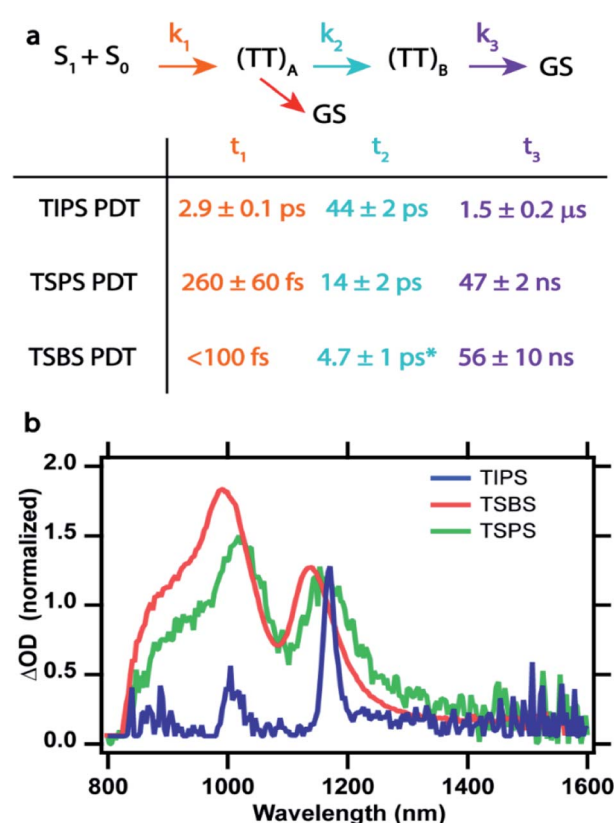 a
S1 + S0 k1 (TT)A k2 (TT)B k3 GS
GS
t1 t2 t3
TIPS PDT 2.9 ± 0.1 ps 44 ± 2 ps 1.5 ± 0.2 µs
TSPS PDT 260 ± 60 fs 14 ± 2 ps 47 ± 2 ns
TSBS PDT <100 fs 4.7 ± 1 ps* 56 ± 10 ns
b
2.0
1.5
1.0
0.5
0.0
ΔOD (normalized)
TIPS
TSBS
TSPS
800 1000 1200 1400 1600
Wavelength (nm)